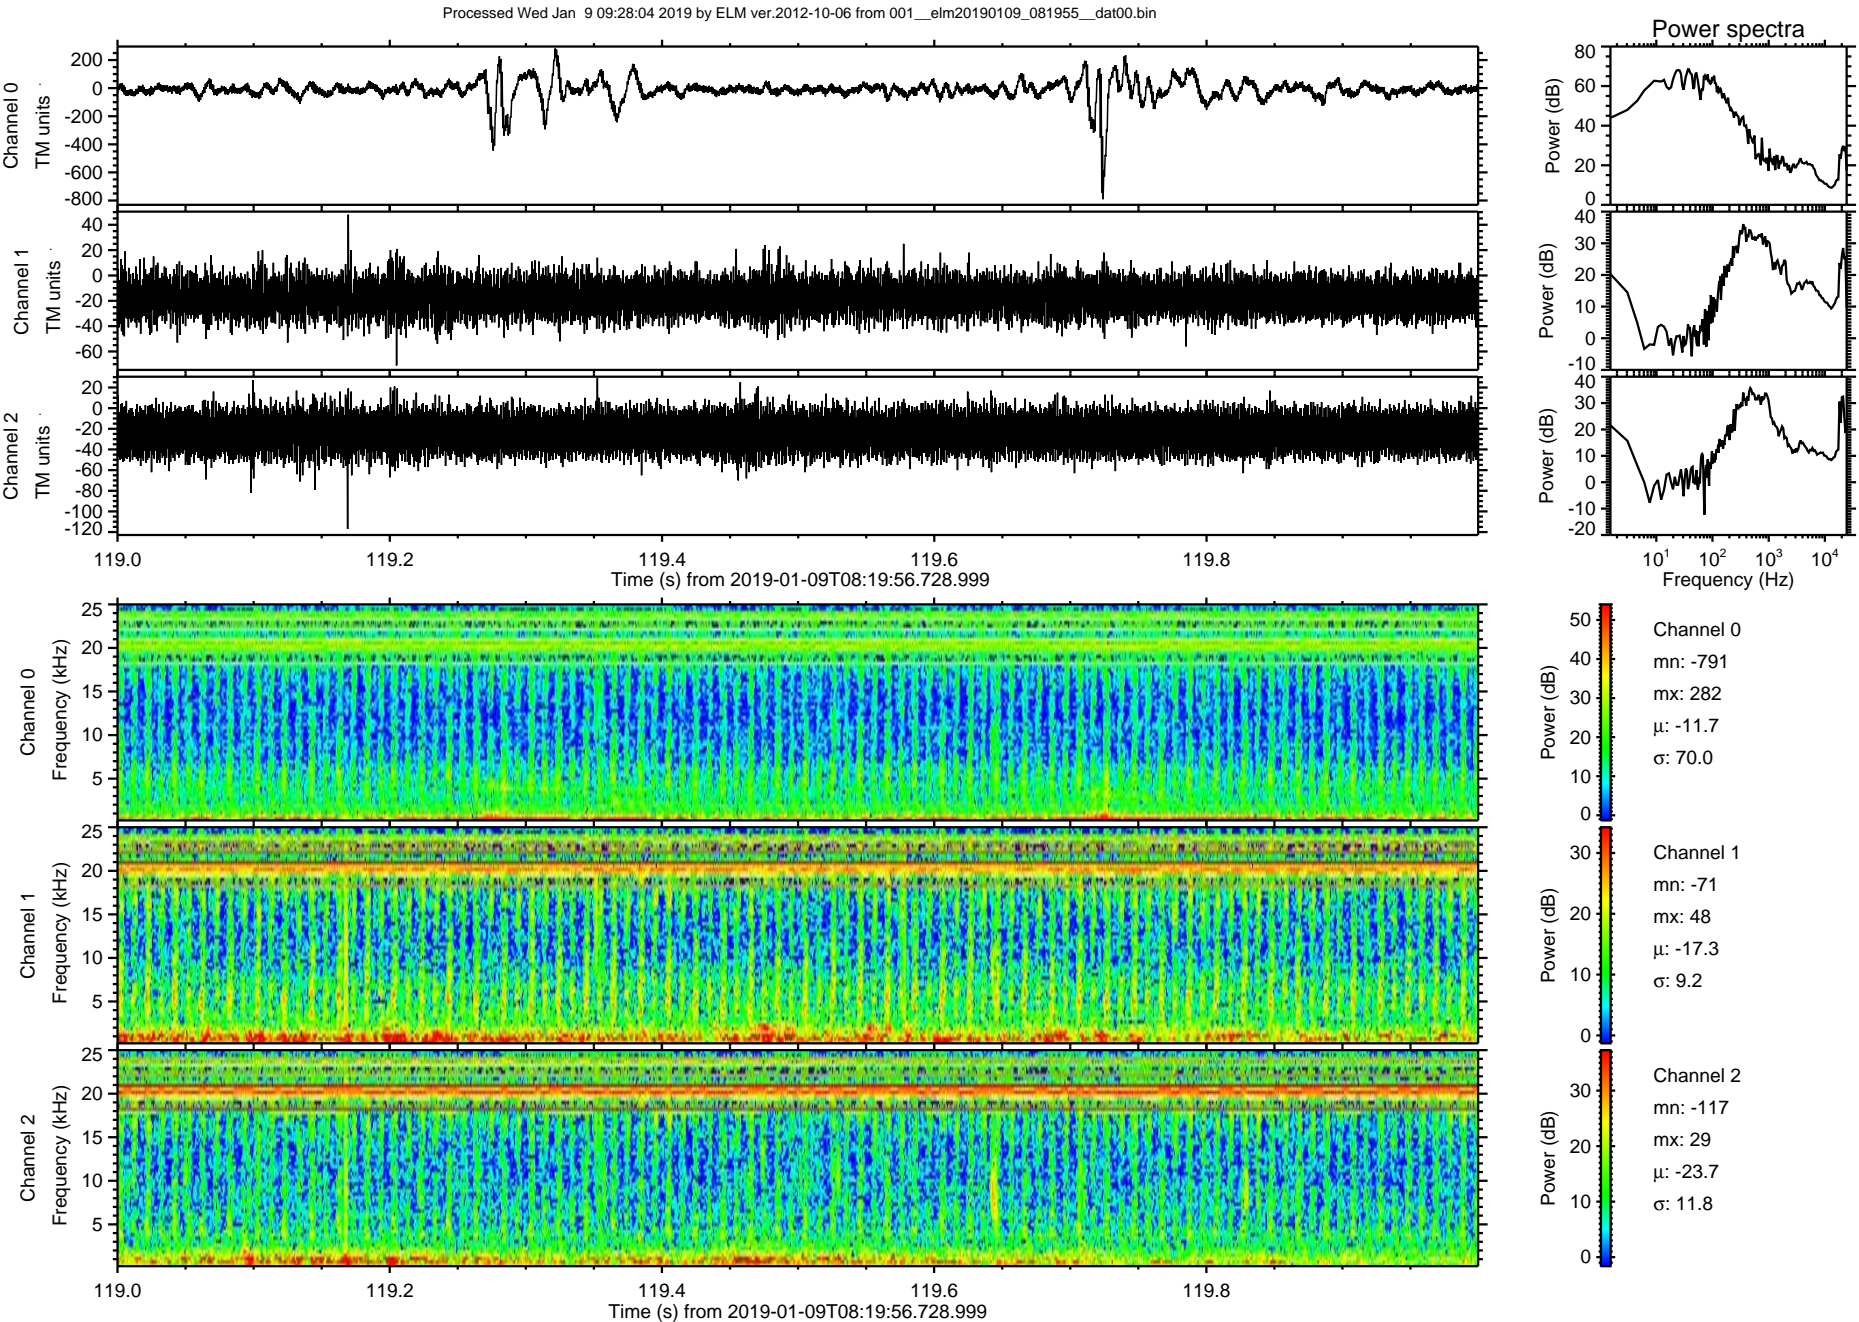 Processed Wed Jan  9 09:28:04 2019 by ELM ver.2012-10-06 from 001__elm20190109_081955__dat00.bin
Power spectra
Channel 0
TM units
200
0
-200
-400
-600
-800
Power (dB)
80
60
40
20
0
Channel 1
TM units
40
20
0
-20
-40
-60
Power (dB)
40
30
20
10
0
-10
Channel 2
TM units
20
0
-20
-40
-60
-80
-100
-120
Power (dB)
40
30
20
10
0
-10
-20
119.0 119.2 119.4 119.6 119.8
Time (s) from 2019-01-09T08:19:56.728.999
10¹ 10² 10³ 10⁴
Frequency (Hz)
Channel 0
Frequency (kHz)
25
20
15
10
5
Power (dB)
50
40
30
20
10
0
Channel 0
mn: -791
mx: 282
μ: -11.7
σ: 70.0
Channel 1
Frequency (kHz)
25
20
15
10
5
Power (dB)
30
20
10
0
Channel 1
mn: -71
mx: 48
μ: -17.3
σ: 9.2
Channel 2
Frequency (kHz)
25
20
15
10
5
Power (dB)
30
20
10
0
Channel 2
mn: -117
mx: 29
μ: -23.7
σ: 11.8
119.0 119.2 119.4 119.6 119.8
Time (s) from 2019-01-09T08:19:56.728.999